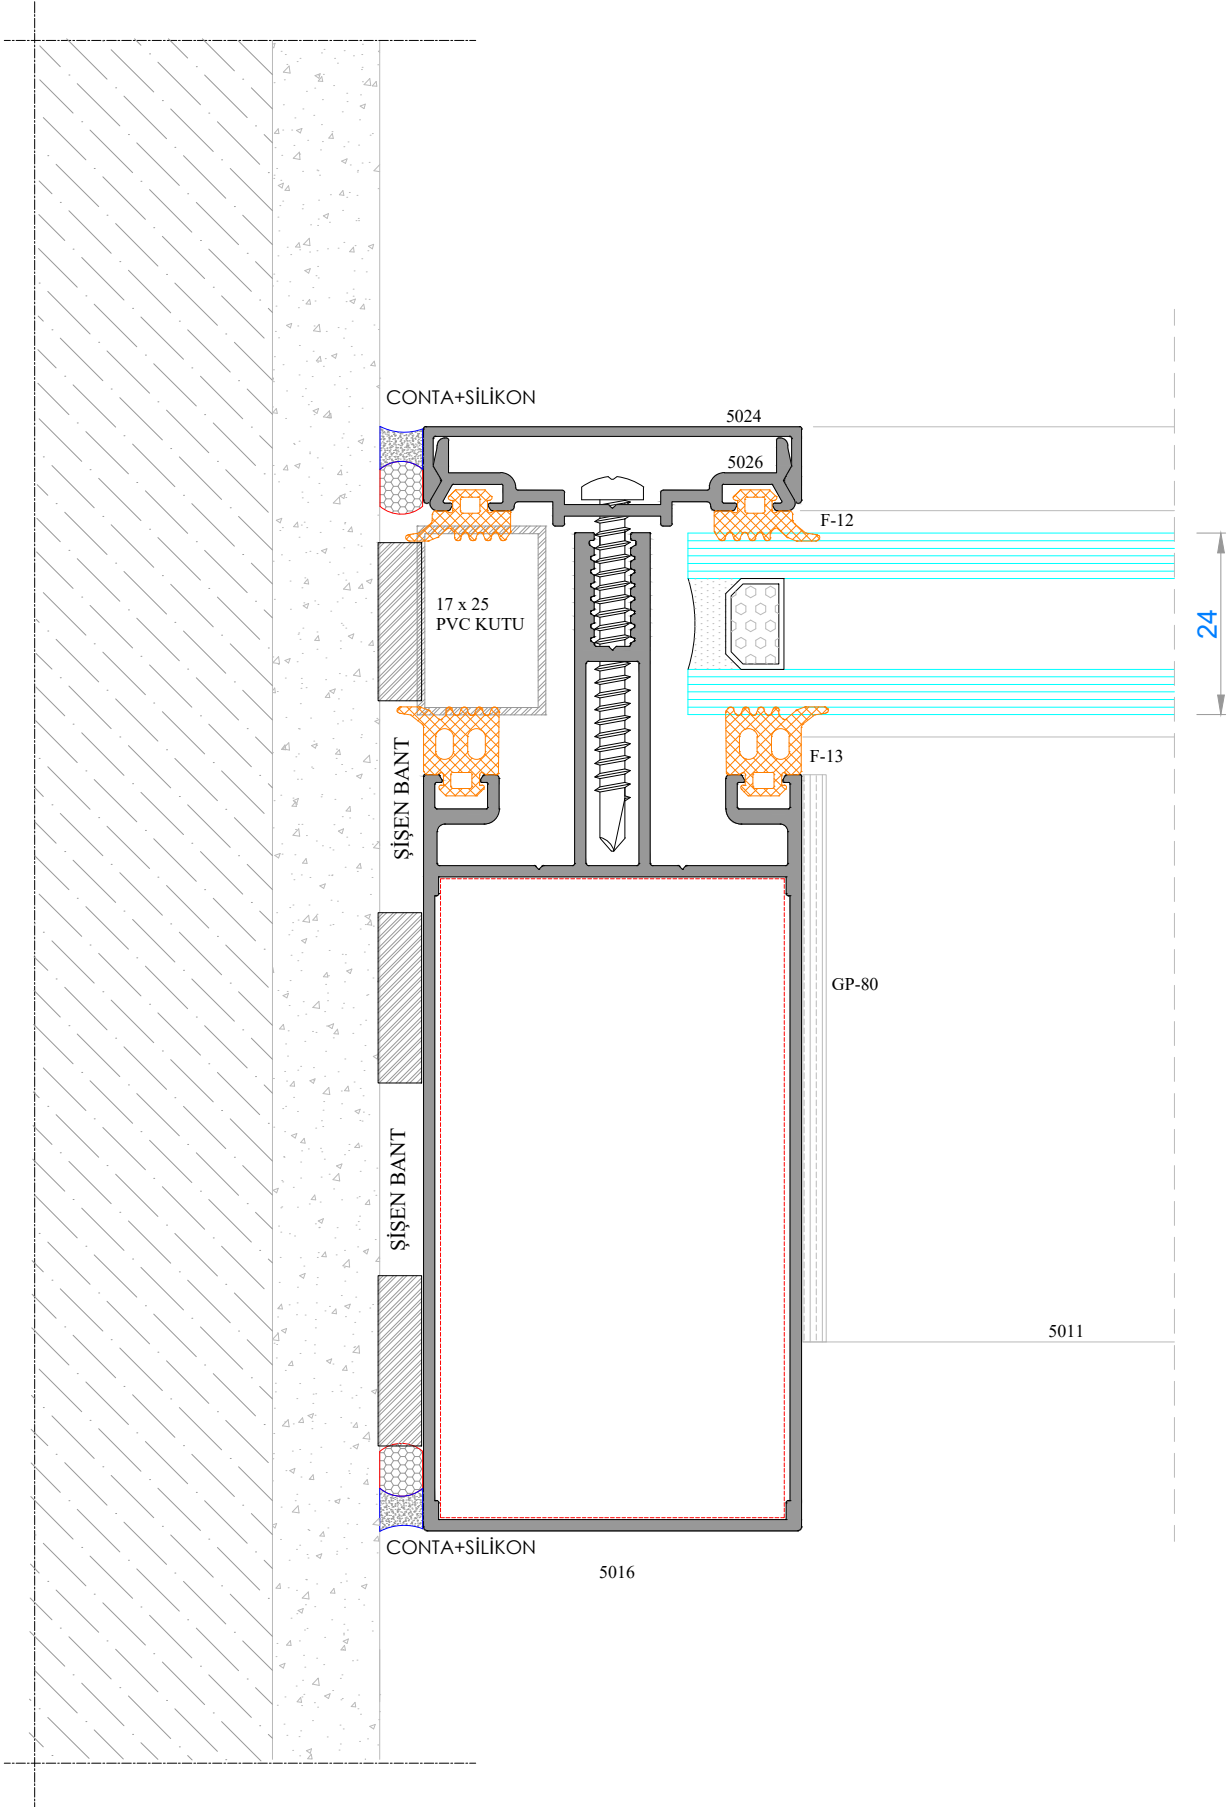 CONTA+SİLİKON
5024
5026
F-12
17 x 25
PVC KUTU
24
ŞİŞEN BANT
F-13
GP-80
ŞİŞEN BANT
5011
CONTA+SİLİKON
5016